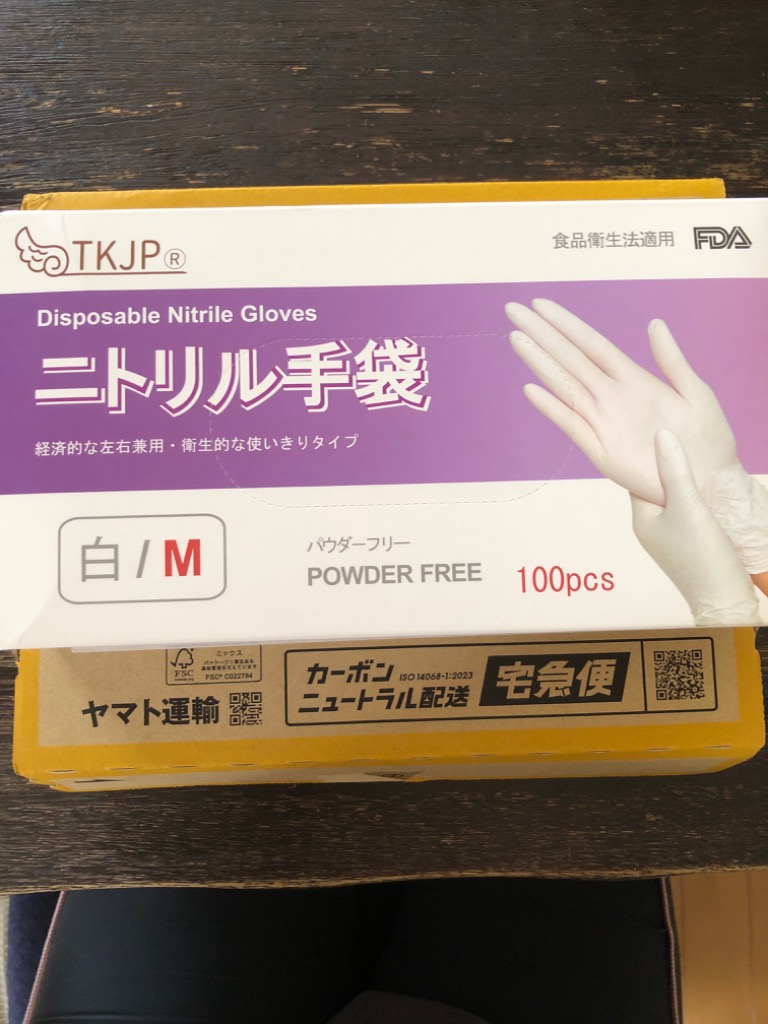 TKJP®
食品衛生法適用 FDA
Disposable Nitrile Gloves
ニトリル手袋
経済的な左右兼用・衛生的な使いきりタイプ
白 / M
パウダーフリー
POWDER FREE
100pcs
ミックス
FSC
FSC® C022784
ヤマト運輸
カーボン
ニュートラル配送
ISO 14068-1:2023
宅急便